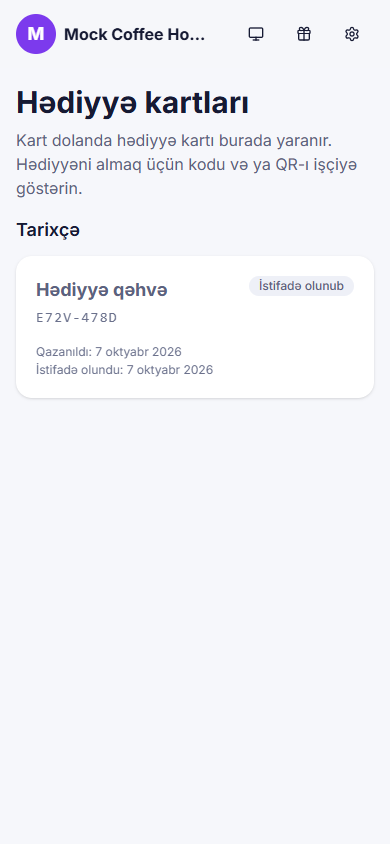 M
Mock Coffee Ho...
Hədiyyə kartları
Kart dolanda hədiyyə kartı burada yaranır.
Hədiyyəni almaq üçün kodu və ya QR-ı işçiyə
göstərin.
Tarixçə
Hədiyyə qəhvə
İstifadə olunub
E72V-478D
Qazanıldı: 7 oktyabr 2026
İstifadə olundu: 7 oktyabr 2026